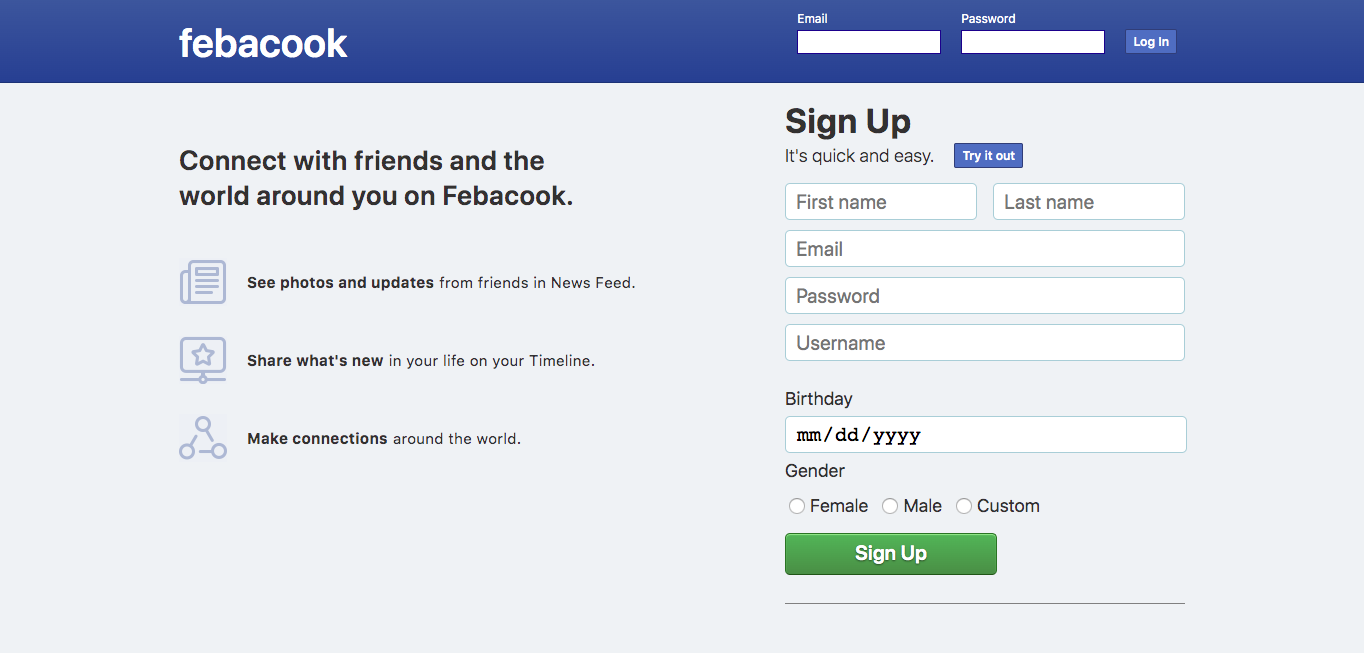 febacook
Email
Password
Log In
Connect with friends and the
world around you on Febacook.
See photos and updates from friends in News Feed.
Share what's new in your life on your Timeline.
Make connections around the world.
Sign Up
It's quick and easy.
Try it out
First name
Last name
Email
Password
Username
Birthday
mm/dd/yyyy
Gender
Female Male Custom
Sign Up